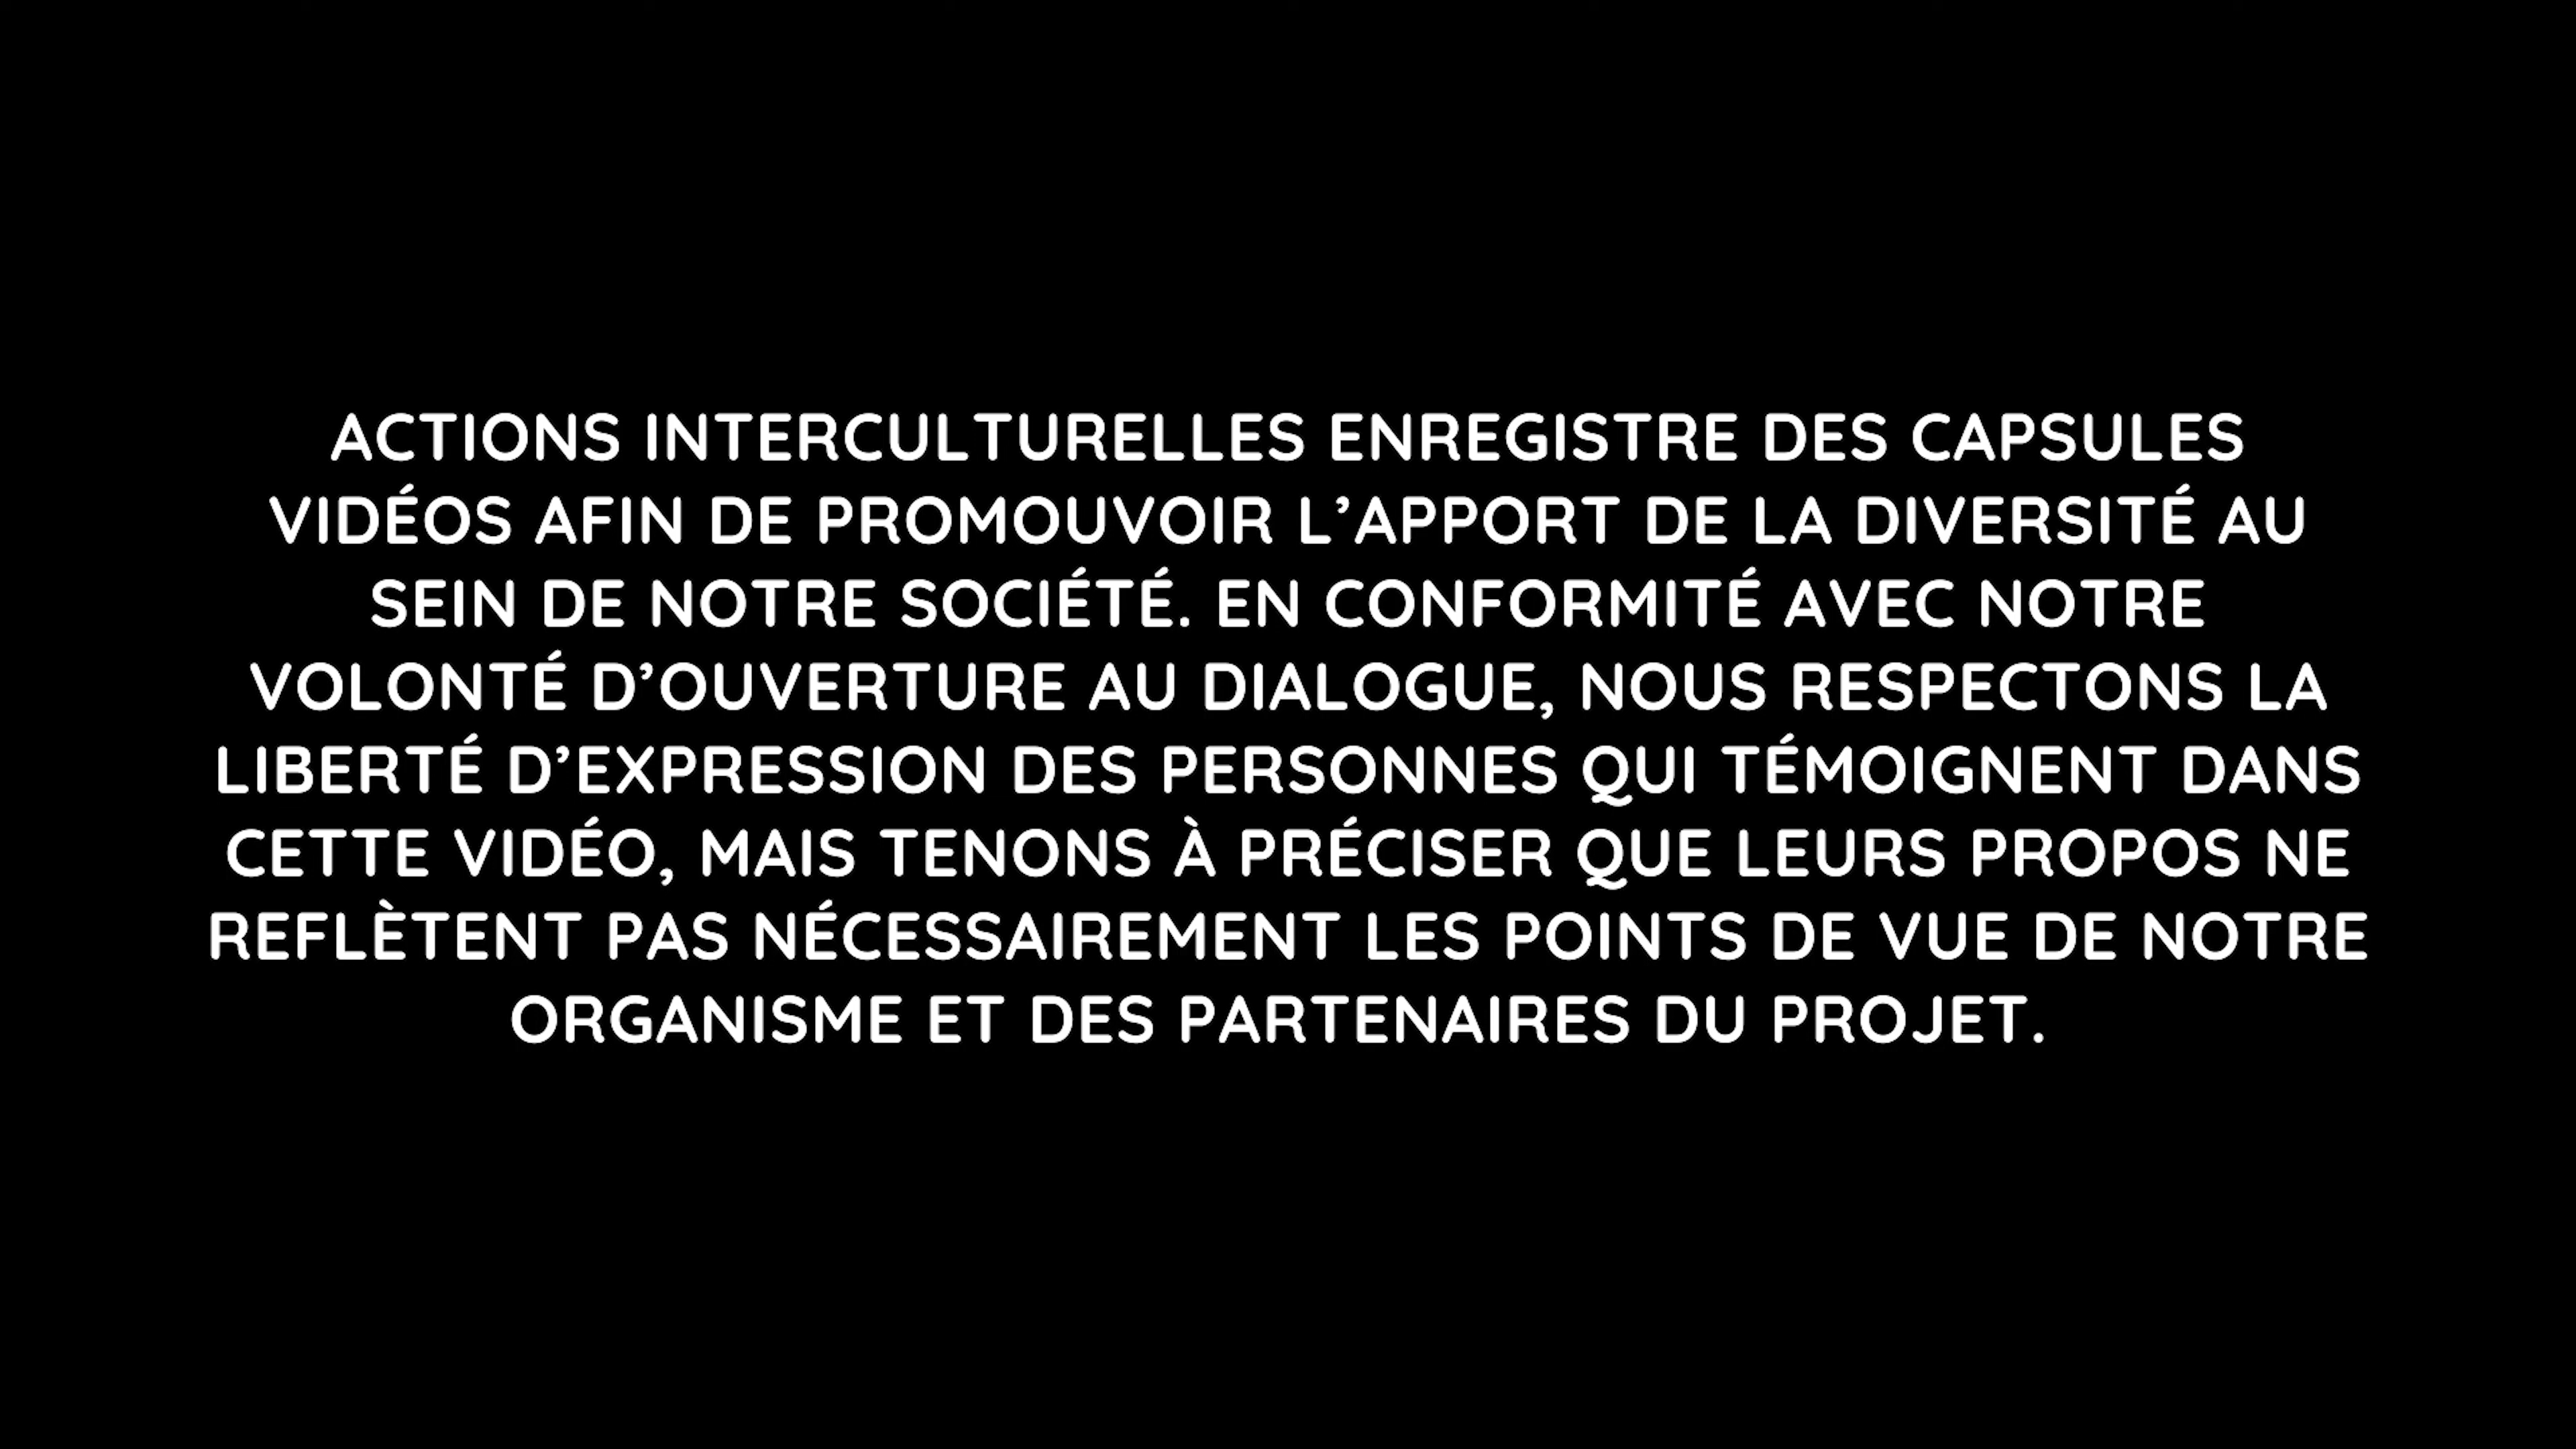 ACTIONS INTERCULTURELLES ENREGISTRE DES CAPSULES
VIDÉOS AFIN DE PROMOUVOIR L’APPORT DE LA DIVERSITÉ AU
SEIN DE NOTRE SOCIÉTÉ. EN CONFORMITÉ AVEC NOTRE
VOLONTÉ D’OUVERTURE AU DIALOGUE, NOUS RESPECTONS LA
LIBERTÉ D’EXPRESSION DES PERSONNES QUI TÉMOIGNENT DANS
CETTE VIDÉO, MAIS TENONS À PRÉCISER QUE LEURS PROPOS NE
REFLÈTENT PAS NÉCESSAIREMENT LES POINTS DE VUE DE NOTRE
ORGANISME ET DES PARTENAIRES DU PROJET.